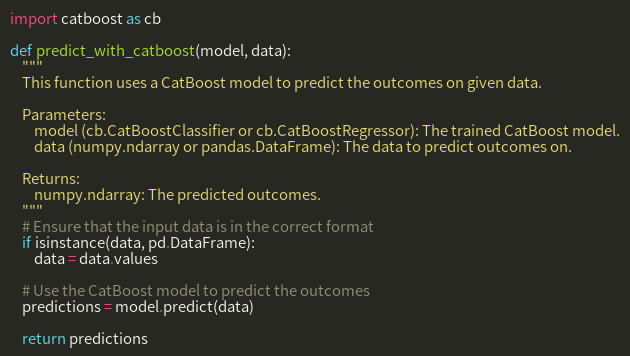 import catboost as cb

def predict_with_catboost(model, data):
    """
    This function uses a CatBoost model to predict the outcomes on given data.

    Parameters:
        model (cb.CatBoostClassifier or cb.CatBoostRegressor): The trained CatBoost model.
        data (numpy.ndarray or pandas.DataFrame): The data to predict outcomes on.

    Returns:
        numpy.ndarray: The predicted outcomes.
    """
    # Ensure that the input data is in the correct format
    if isinstance(data, pd.DataFrame):
        data = data.values

    # Use the CatBoost model to predict the outcomes
    predictions = model.predict(data)

    return predictions